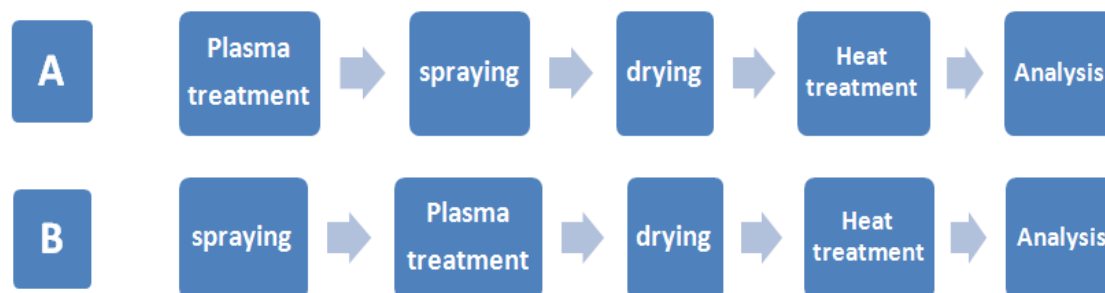 A
Plasma
treatment
spraying
drying
Heat
treatment
Analysis
B
spraying
Plasma
treatment
drying
Heat
treatment
Analysis